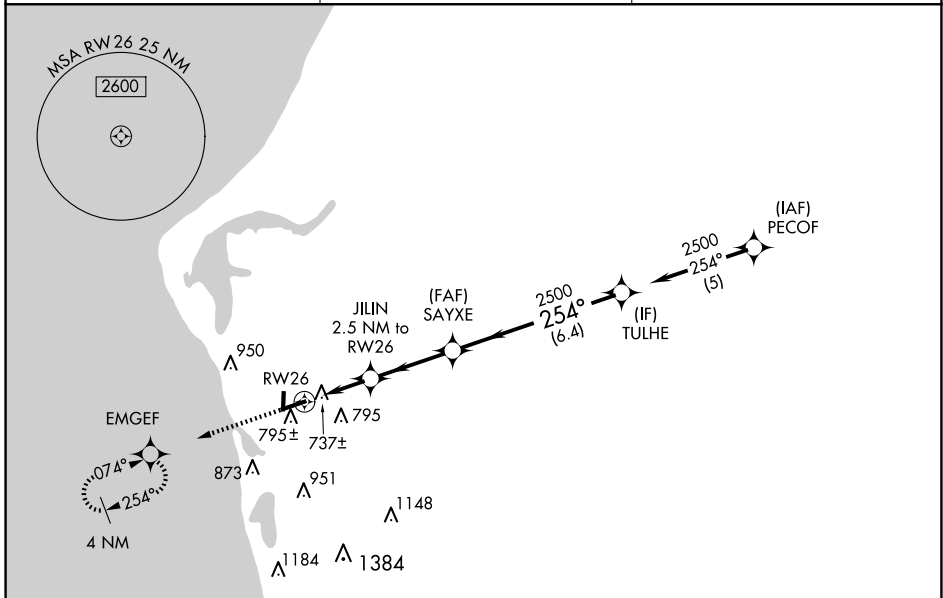 MSA RW26 25 NM
2600
(IAF)
PECOF
2500
254°
(5)
(IF)
TULHE
2500
254°
(6.4)
(FAF)
SAYXE
JILIN
2.5 NM to
RW26
950
RW26
795
795±
737±
EMGEF
074°
254°
4 NM
873
951
1148
1184
1384